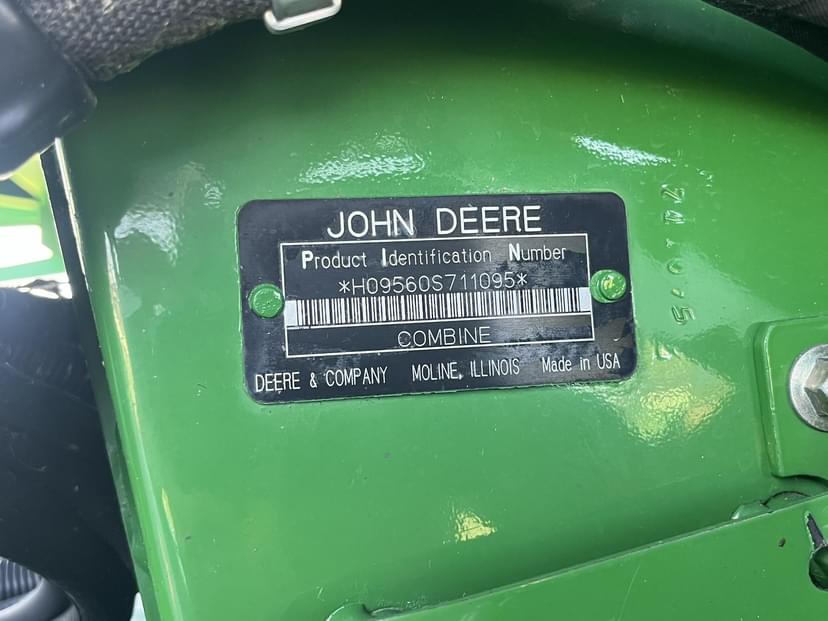 JOHN DEERE
Product Identification Number
*H09560S711095*
COMBINE
DEERE & COMPANY MOLINE, ILLINOIS Made in USA